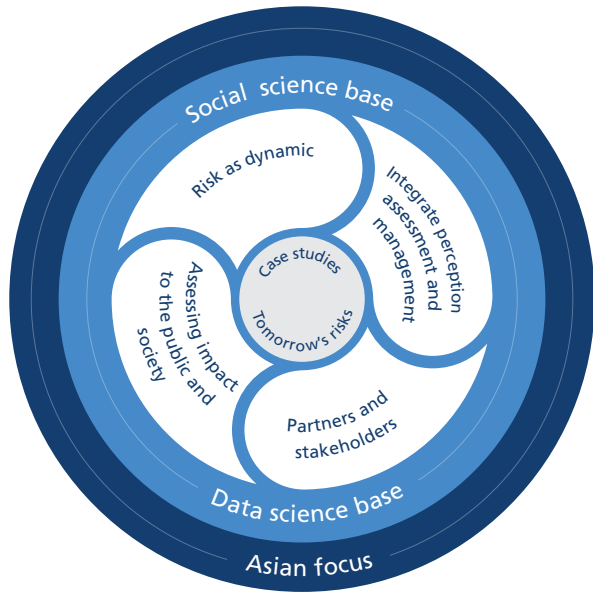 Social science base
Risk as dynamic
Integrate perception
assessment and
management
Case studies
Tomorrow's risks
Assessing impact
to the public and
society
Partners and
stakeholders
Data science base
Asian focus